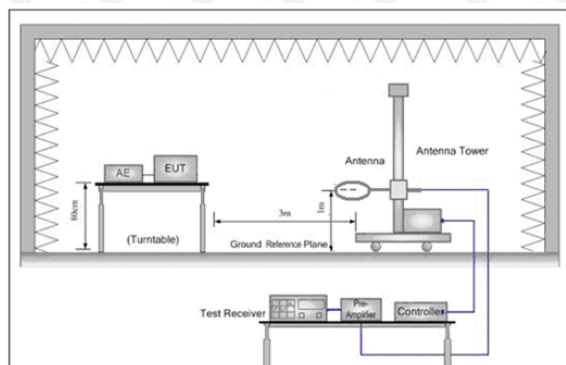 Antenna Tower
Antenna
AE
EUT
80cm
(Turntable)
3m
1m
Ground Reference Plane
Test Receiver
Pre-
Amplifier
Controller